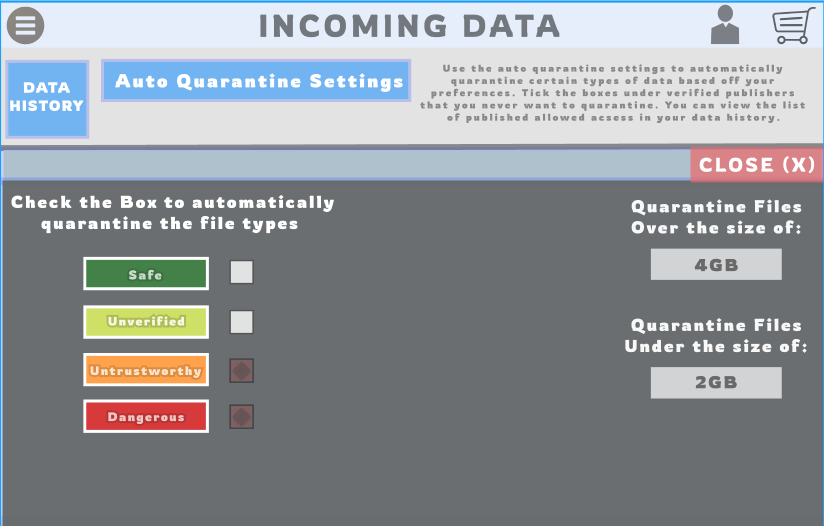 INCOMING DATA
DATA
HISTORY
Auto Quarantine Settings
Use the auto quarantine settings to automatically
quarantine certain types of data based off your
preferences. Tick the boxes under verified publishers
that you never want to quarantine. You can view the list
of published allowed acsess in your data history.
CLOSE (X)
Check the Box to automatically
quarantine the file types
Safe
Unverified
Untrustworthy
Dangerous
Quarantine Files
Over the size of:
4GB
Quarantine Files
Under the size of:
2GB